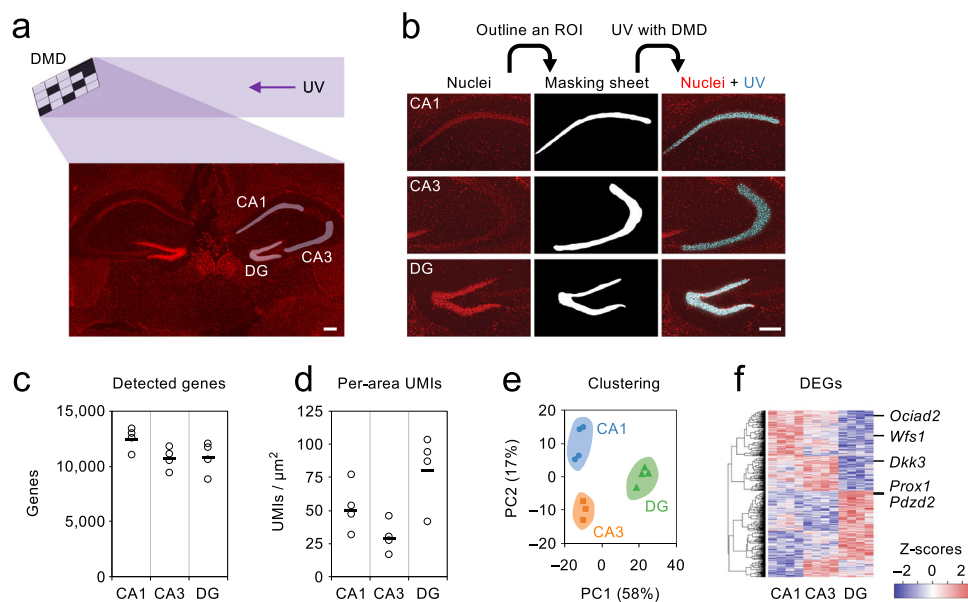 a
DMD
UV
CA1
CA3
DG
b
Outline an ROI
UV with DMD
Nuclei
Masking sheet
Nuclei + UV
CA1
CA3
DG
c
Detected genes
15,000
10,000
5,000
0
Genes
CA1 CA3 DG
d
Per-area UMIs
125
100
75
50
25
0
UMIs / µm²
CA1 CA3 DG
e
Clustering
20
10
0
−10
−20
PC2 (17%)
CA1
DG
CA3
−20 0 20 40
PC1 (58%)
f
DEGs
Ociad2
Wfs1
Dkk3
Prox1
Pdzd2
CA1 CA3 DG
Z-scores
−2 0 2